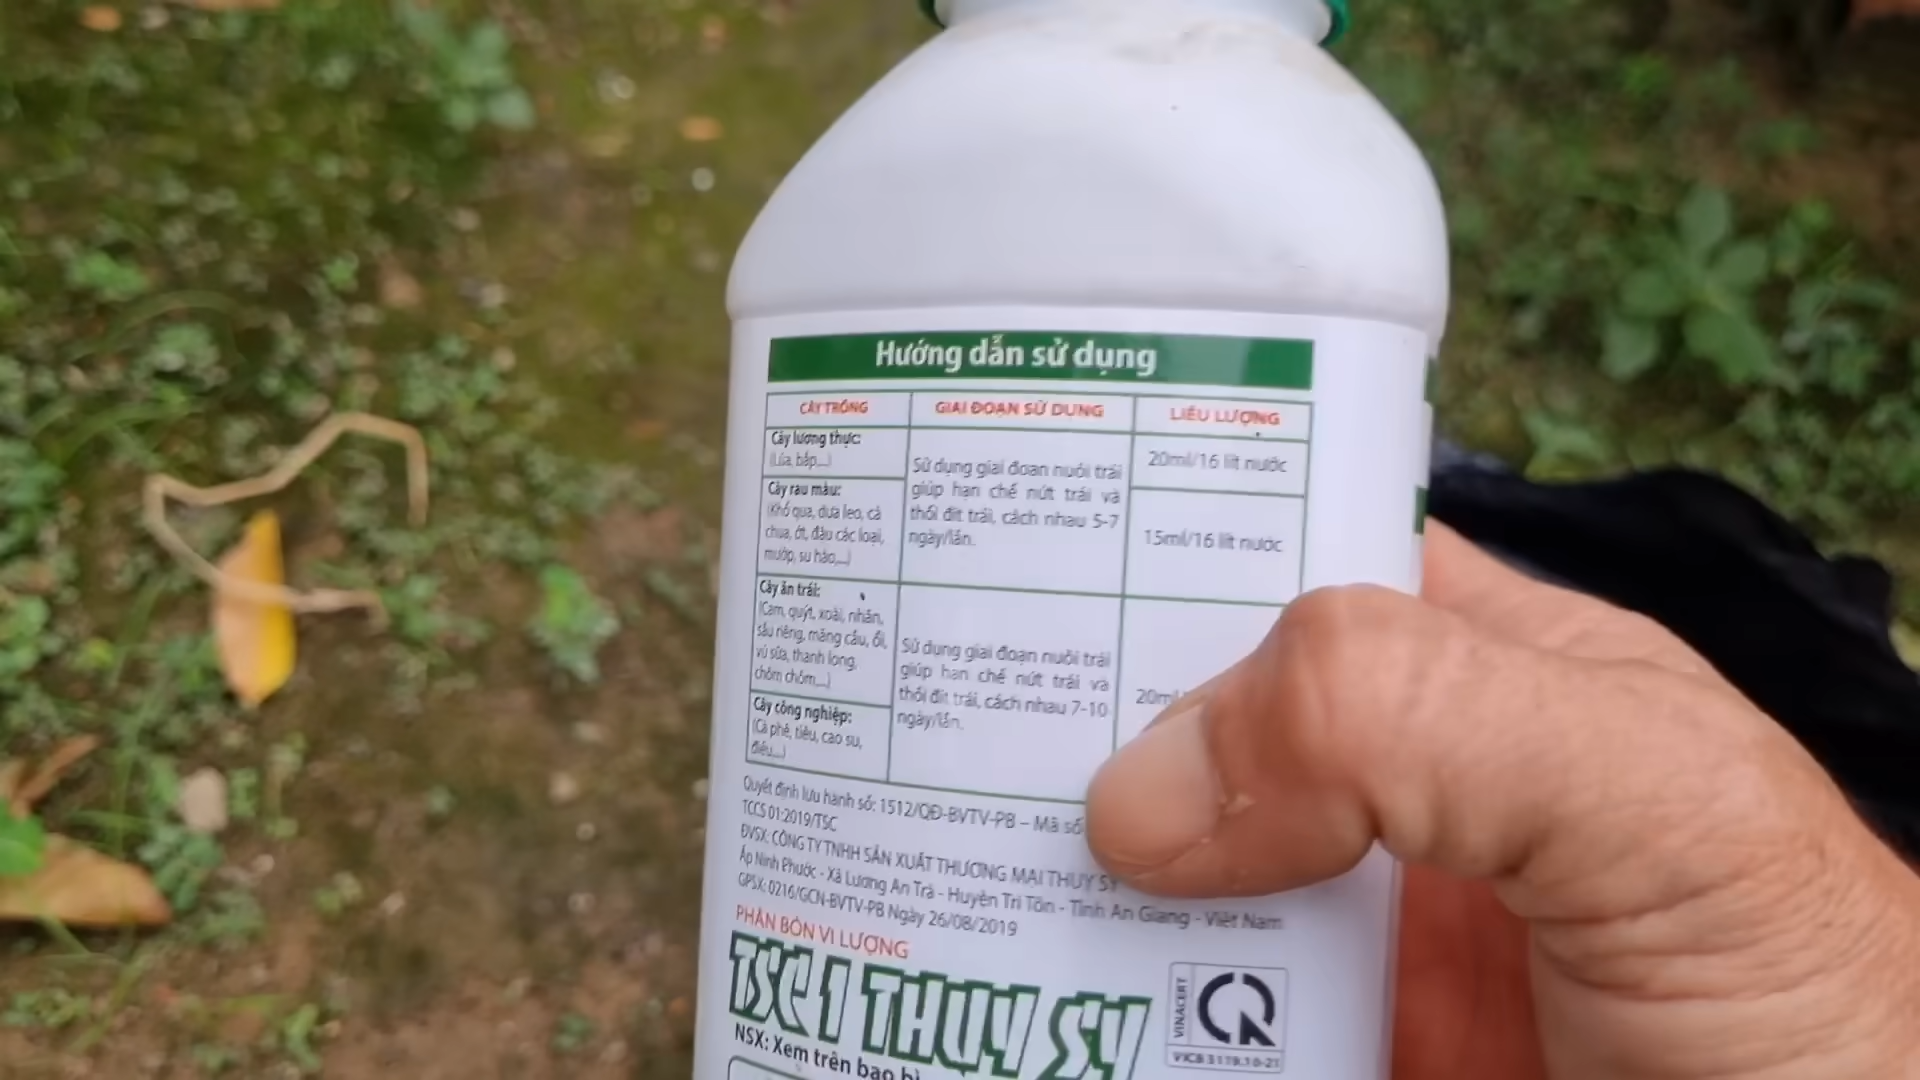 Hướng dẫn sử dụng
CÂY TRỒNG
GIAI ĐOẠN SỬ DỤNG
LIỀU LƯỢNG
Cây lương thực:
(Lúa, bắp,...)
Cây rau màu:
(Khổ qua, dưa leo, cà
chua, ớt, đậu các loại,
mướp, su hào,...)
Sử dụng giai đoạn nuôi trái
giúp hạn chế nứt trái và
thối đít trái, cách nhau 5-7
ngày/lần.
20ml/16 lít nước
15ml/16 lít nước
Cây ăn trái:
(Cam, quýt, xoài, nhãn,
sầu riêng, mãng cầu, ổi,
vú sữa, thanh long,
chôm chôm,...)
Cây công nghiệp:
(Cà phê, tiêu, cao su,
điều,...)
Sử dụng giai đoạn nuôi trái
giúp hạn chế nứt trái và
thối đít trái, cách nhau 7-10
ngày/lần.
20ml/
Quyết định lưu hành số: 1512/QĐ-BVTV-PB – Mã số
TCCS 01:2019/TSC
ĐVSX: CÔNG TY TNHH SẢN XUẤT THƯƠNG MẠI THUỴ SỸ
Ấp Ninh Phước - Xã Lương An Trà - Huyện Tri Tôn - Tỉnh An Giang - Việt Nam
GPSX: 0216/GCN-BVTV-PB Ngày 26/08/2019
PHÂN BÓN VI LƯỢNG
TSC 1 THUỴ SỸ
NSX: Xem trên bao bì
VINACERT
VICB 3179.10-21